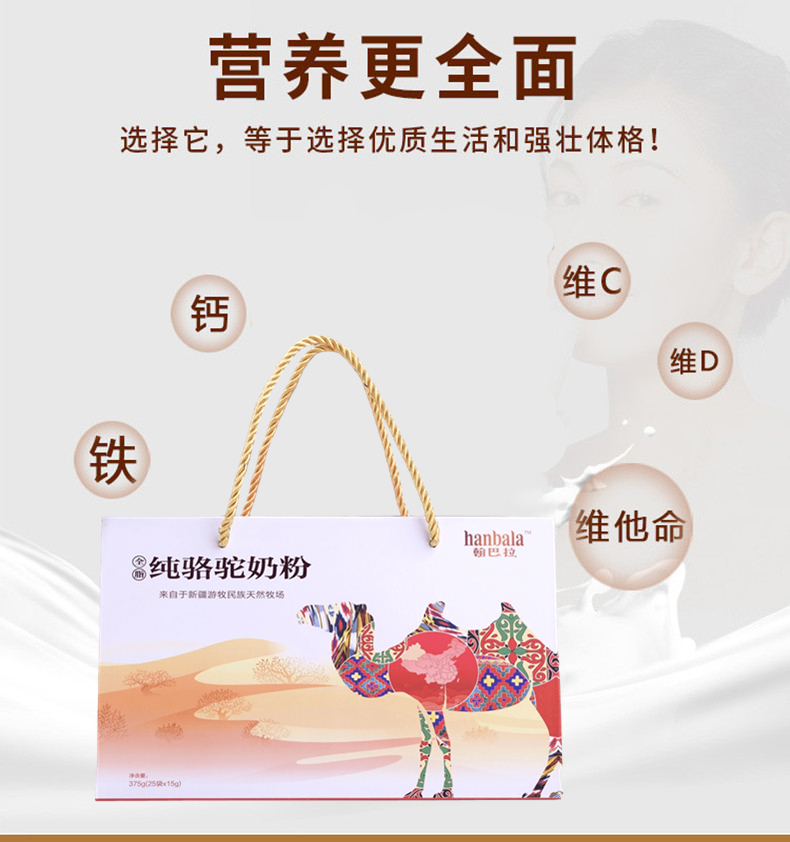 营养更全面
选择它，等于选择优质生活和强壮体格！
维C
钙
维D
铁
维他命
hanbala™
翰巴拉
全脂纯骆驼奶粉
来自于新疆游牧民族天然牧场
净含量：
375g(25袋x15g)